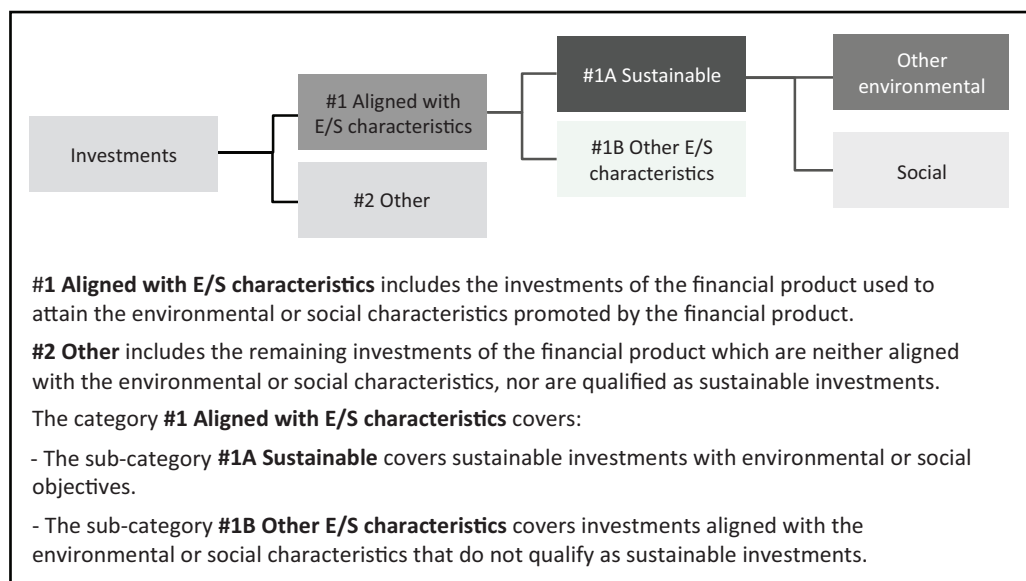 Investments
#1 Aligned with
E/S characteristics
#2 Other
#1A Sustainable
#1B Other E/S
characteristics
Other
environmental
Social
#1 Aligned with E/S characteristics includes the investments of the financial product used to
attain the environmental or social characteristics promoted by the financial product.
#2 Other includes the remaining investments of the financial product which are neither aligned
with the environmental or social characteristics, nor are qualified as sustainable investments.
The category #1 Aligned with E/S characteristics covers:
- The sub-category #1A Sustainable covers sustainable investments with environmental or social
objectives.
- The sub-category #1B Other E/S characteristics covers investments aligned with the
environmental or social characteristics that do not qualify as sustainable investments.